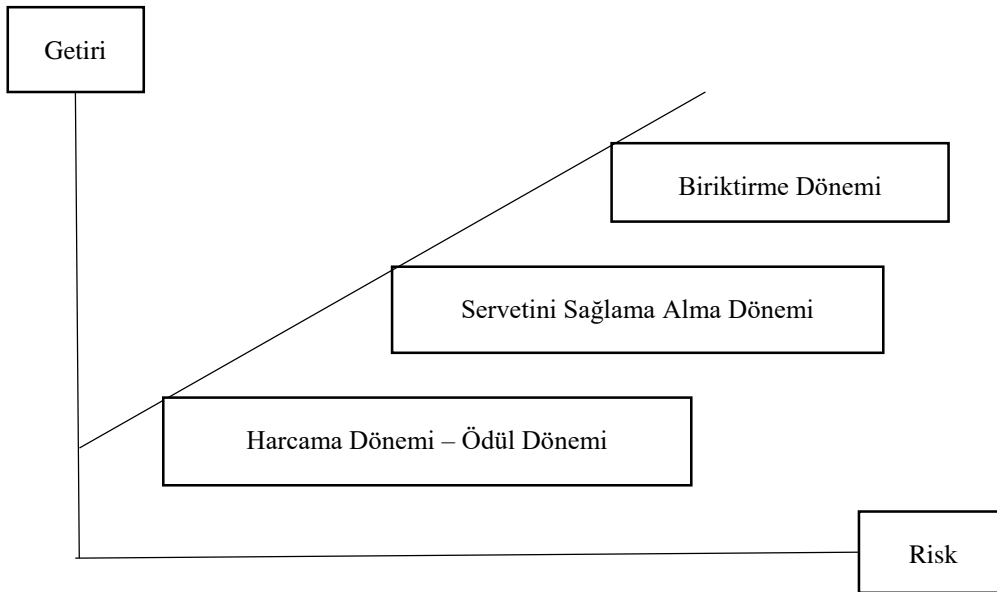 Getiri
Biriktirme Dönemi
Servetini Sağlama Alma Dönemi
Harcama Dönemi – Ödül Dönemi
Risk